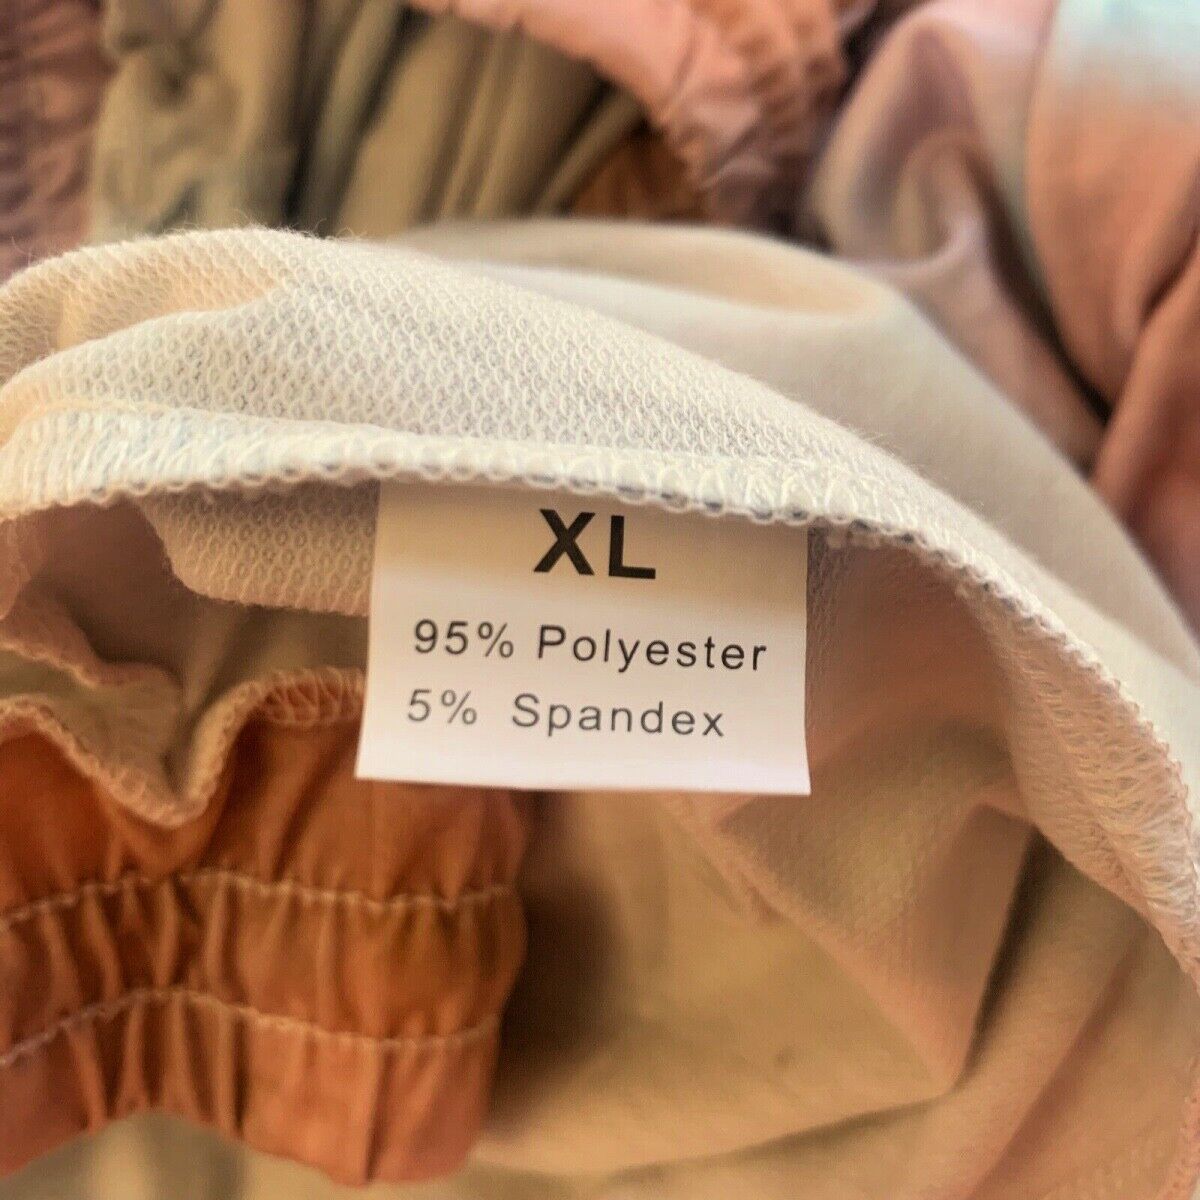 XL
95% Polyester
5% Spandex